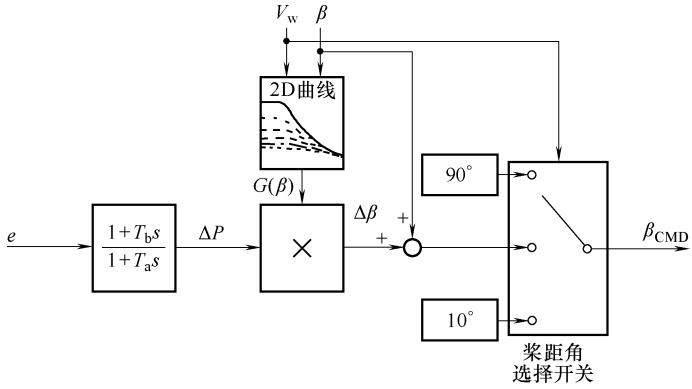 V_w β
2D曲线
90°
G(β)
e
1+T_b s
1+T_a s
ΔP
×
Δβ
+
+
β_CMD
10°
桨距角
选择开关